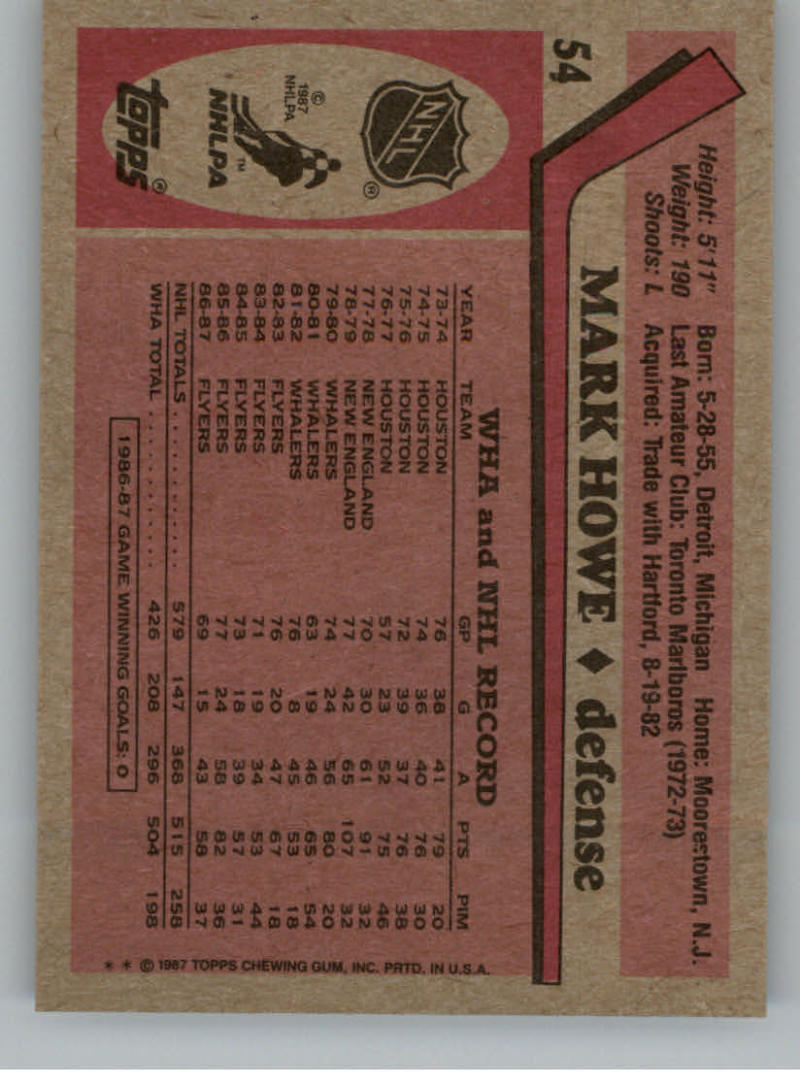 54
Height: 5'11" Born: 5-28-55, Detroit, Michigan Home: Moorestown, N.J.
Weight: 190 Last Amateur Club: Toronto Marlboros (1972-73)
Shoots: L Acquired: Trade with Hartford, 8-19-82
MARK HOWE ♦ defense
NHL ®
© 1987 NHLPA
NHLPA ™
TOPPS ®
WHA and NHL RECORD
YEAR TEAM GP G A PTS PIM
73-74 HOUSTON 76 38 41 79 20
74-75 HOUSTON 74 36 40 76 30
75-76 HOUSTON 72 39 37 76 38
76-77 HOUSTON 57 23 52 75 46
77-78 NEW ENGLAND 70 30 61 91 32
78-79 NEW ENGLAND 77 42 65 107 32
79-80 WHALERS 74 24 56 80 20
80-81 WHALERS 63 19 46 65 54
81-82 WHALERS 76 8 45 53 18
82-83 FLYERS 76 20 47 67 18
83-84 FLYERS 71 19 34 53 44
84-85 FLYERS 73 18 39 57 31
85-86 FLYERS 77 24 58 82 36
86-87 FLYERS 69 15 43 58 37
NHL TOTALS . . . . . . . . . . . 579 147 368 515 258
WHA TOTAL . . . . . . . . . . . 426 208 296 504 198
1986-87 GAME WINNING GOALS: 0
* * © 1987 TOPPS CHEWING GUM, INC. PRTD. IN U.S.A.